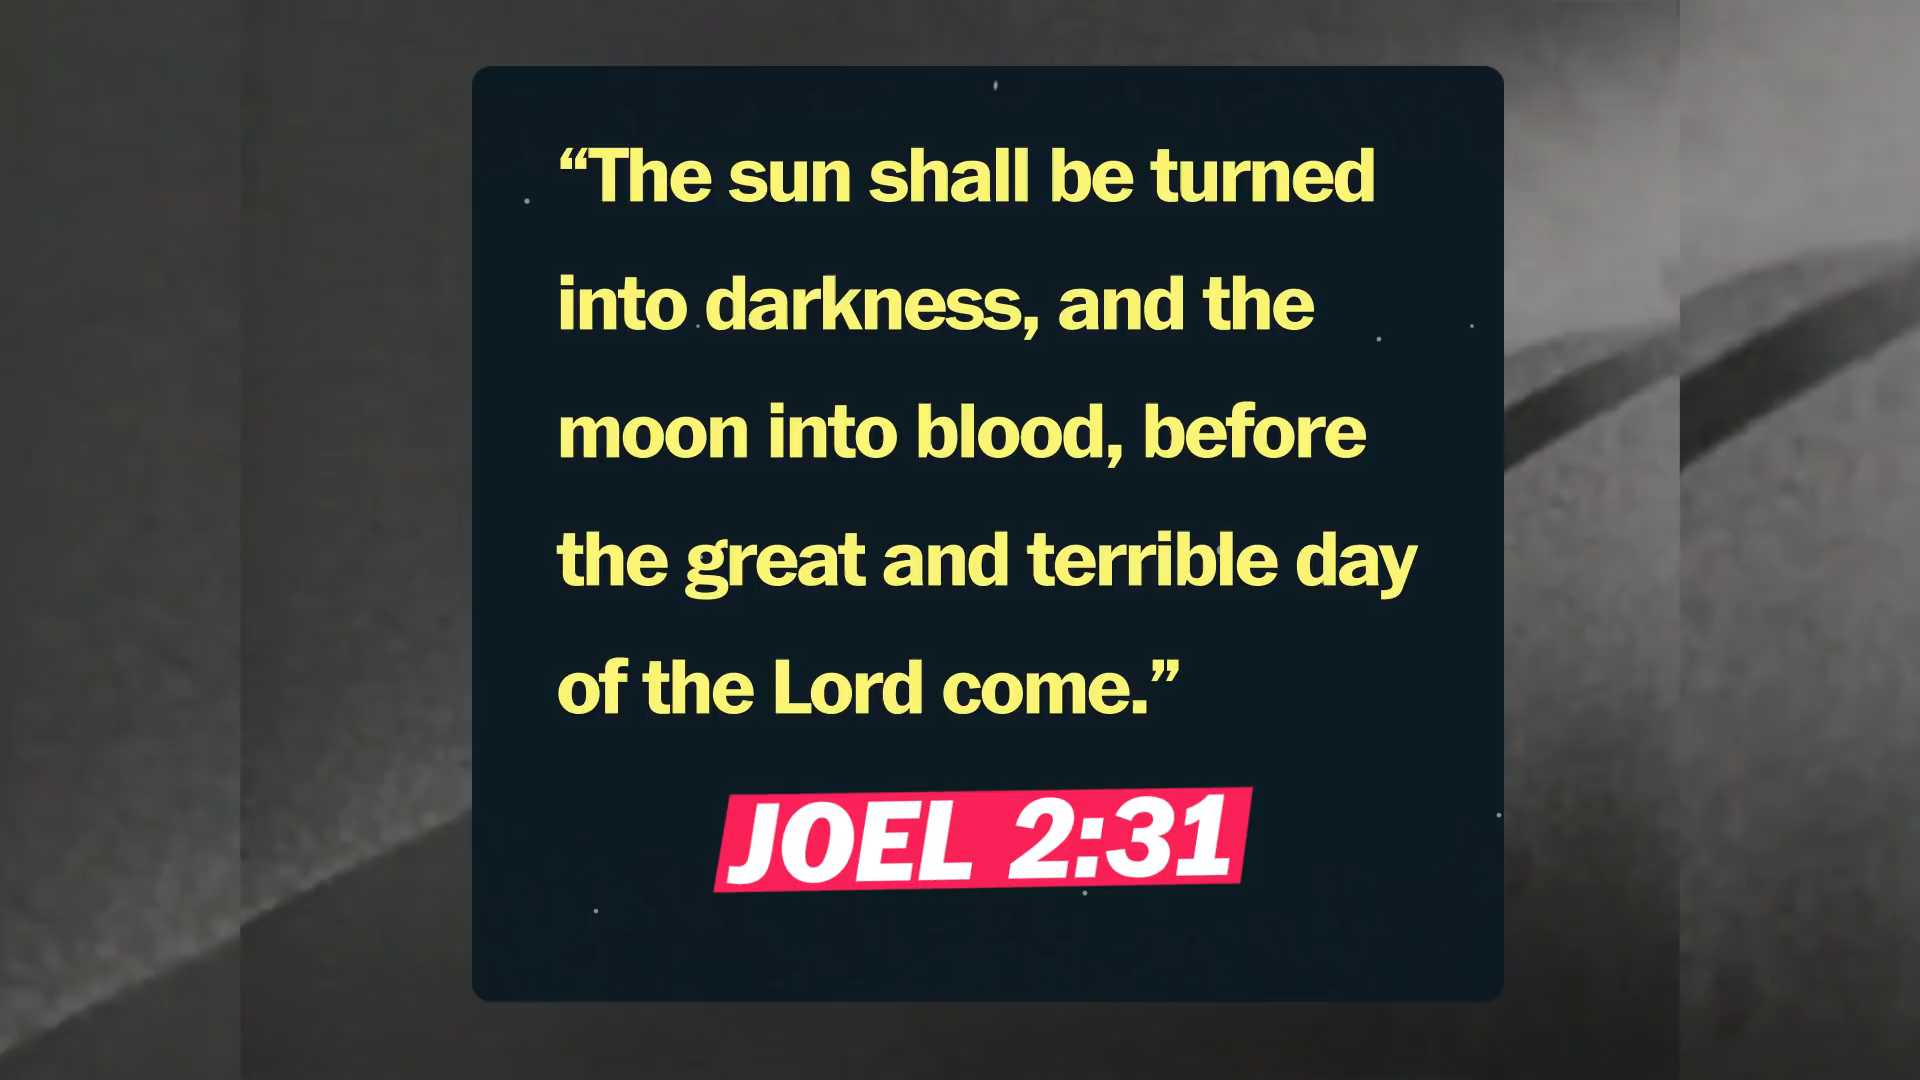 “The sun shall be turned
into darkness, and the
moon into blood, before
the great and terrible day
of the Lord come.”
JOEL 2:31